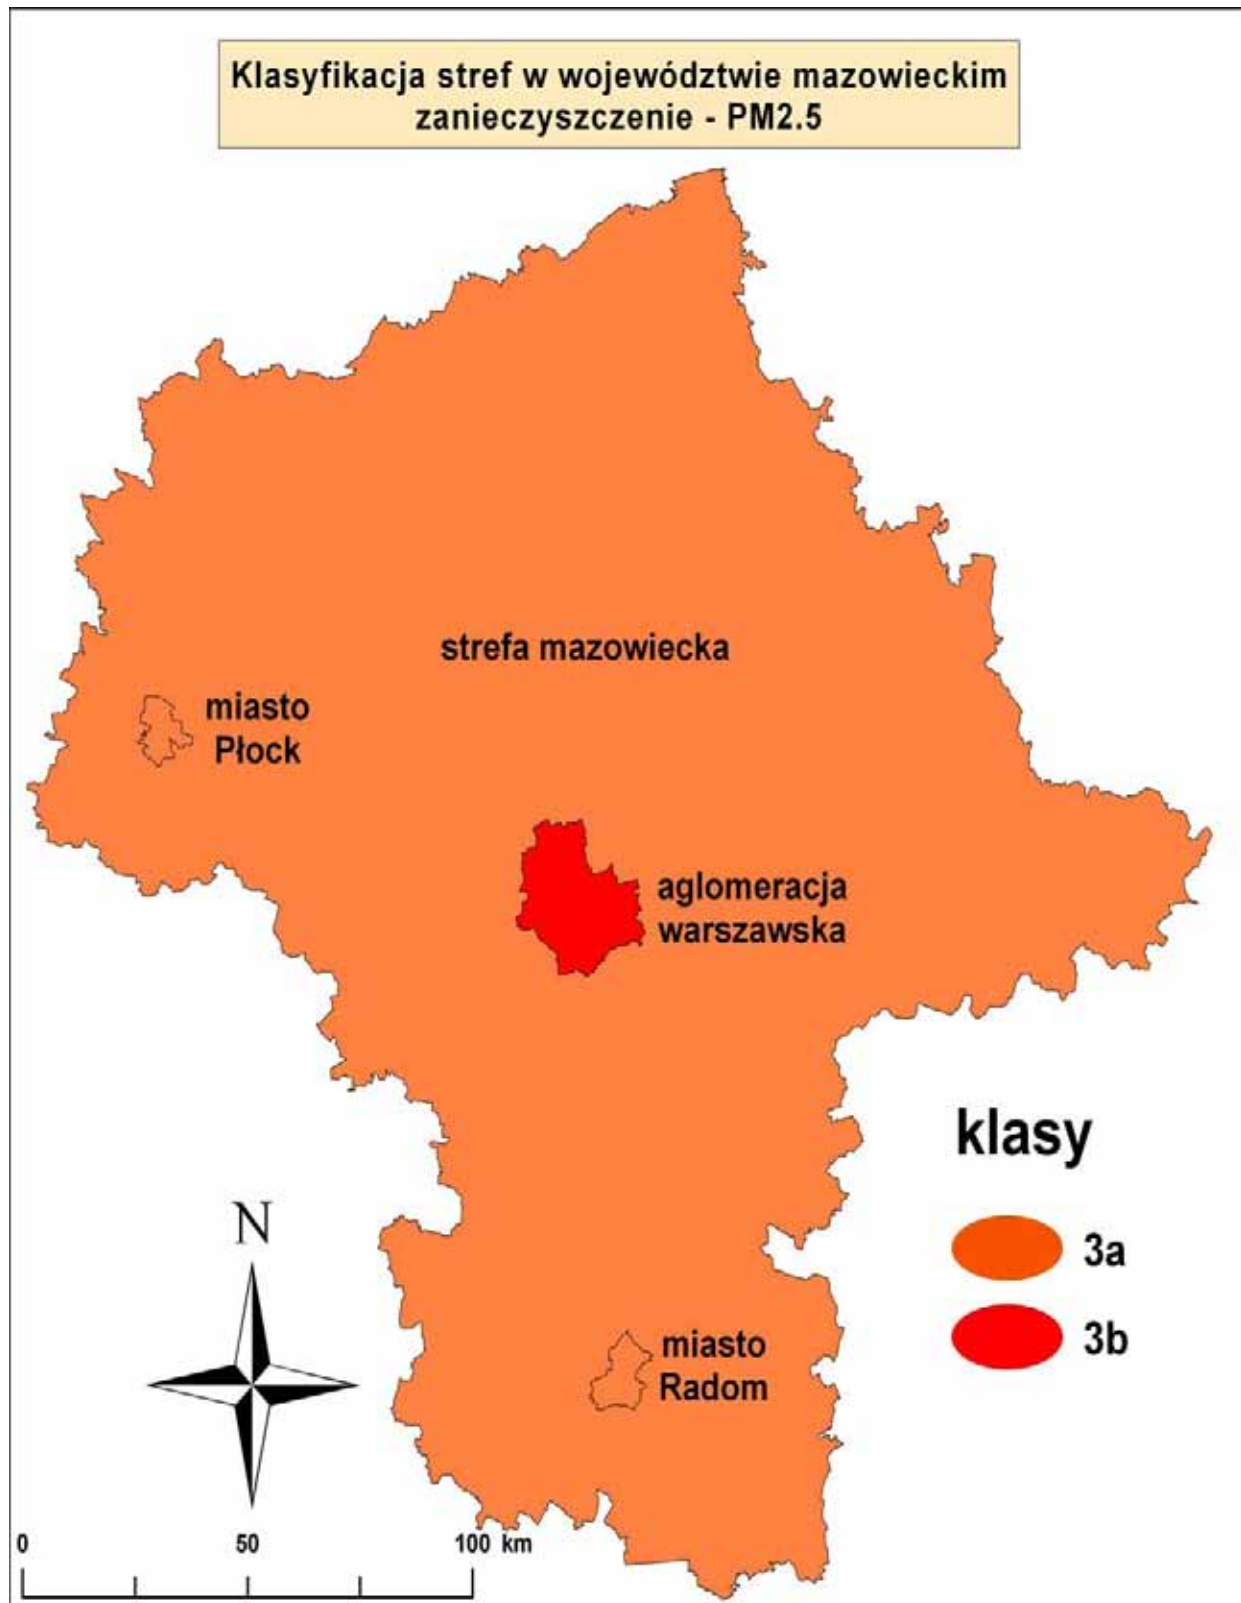 Klasyfikacja stref w województwie mazowieckim
zanieczyszczenie - PM2.5
strefa mazowiecka
miasto
Płock
aglomeracja
warszawska
klasy
3a
3b
N
miasto
Radom
0 50 100 km